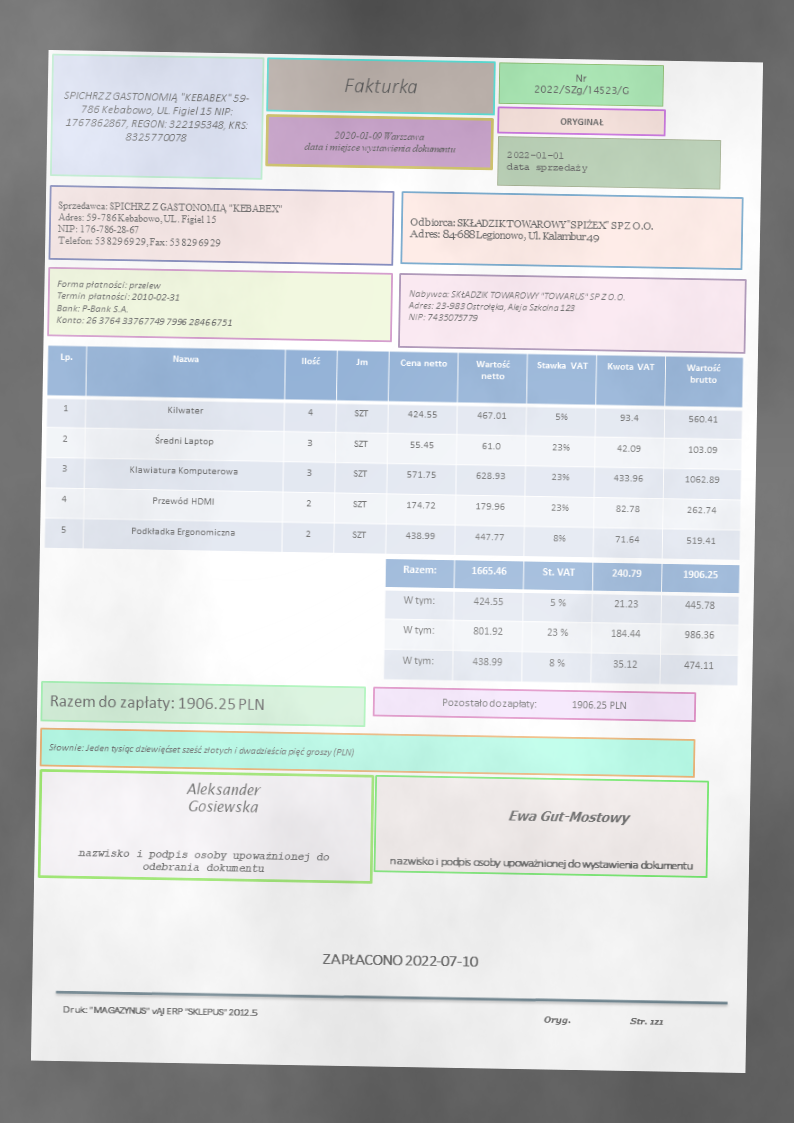 SPICHRZ Z GASTONOMIĄ "KEBABEX" 59-
786 Kebabowo, UL. Figiel 15 NIP:
1767862867, REGON: 322195348, KRS:
8325770078
Fakturka
2020-01-09 Warszawa
data i miejsce wystawienia dokumentu
Nr
2022/SZg/14523/G
ORYGINAŁ
2022-01-01
data sprzedaży
Sprzedawca: SPICHRZ Z GASTONOMIĄ "KEBABEX"
Adres: 59-786 Kebabowo, UL. Figiel 15
NIP: 176-786-28-67
Telefon: 538296929, Fax: 538296929
Odbiorca: SKŁADZIK TOWAROWY "SPIŻEX" SP Z O.O.
Adres: 84-688 Legionowo, Ul. Kalambur 49
Forma płatności: przelew
Termin płatności: 2010-02-31
Bank: P-Bank S.A.
Konto: 26 3764 33767749 7996 2846 6751
Nabywca: SKŁADZIK TOWAROWY "TOWARUS" SP Z O.O.
Adres: 23-983 Ostrołęka, Aleja Szkolna 123
NIP: 7435075779
Lp. Nazwa Ilość Jm Cena netto Wartość netto Stawka VAT Kwota VAT Wartość brutto
1 Kilwater 4 SZT 424.55 467.01 5% 93.4 560.41
2 Średni Laptop 3 SZT 55.45 61.0 23% 42.09 103.09
3 Klawiatura Komputerowa 3 SZT 571.75 628.93 23% 433.96 1062.89
4 Przewód HDMI 2 SZT 174.72 179.96 23% 82.78 262.74
5 Podkładka Ergonomiczna 2 SZT 438.99 447.77 8% 71.64 519.41
Razem: 1665.46 St. VAT 240.79 1906.25
W tym: 424.55 5 % 21.23 445.78
W tym: 801.92 23 % 184.44 986.36
W tym: 438.99 8 % 35.12 474.11
Razem do zapłaty: 1906.25 PLN
Pozostało do zapłaty: 1906.25 PLN
Słownie: Jeden tysiąc dziewięćset sześć złotych i dwadzieścia pięć groszy (PLN)
Aleksander
Gosiewska
nazwisko i podpis osoby upoważnionej do
odebrania dokumentu
Ewa Gut-Mostowy
nazwisko i podpis osoby upoważnionej do wystawienia dokumentu
ZAPŁACONO 2022-07-10
Druk: "MAGAZYNUS" vAJ ERP "SKLEPUS" 2012.5
Oryg.
Str. 1z1